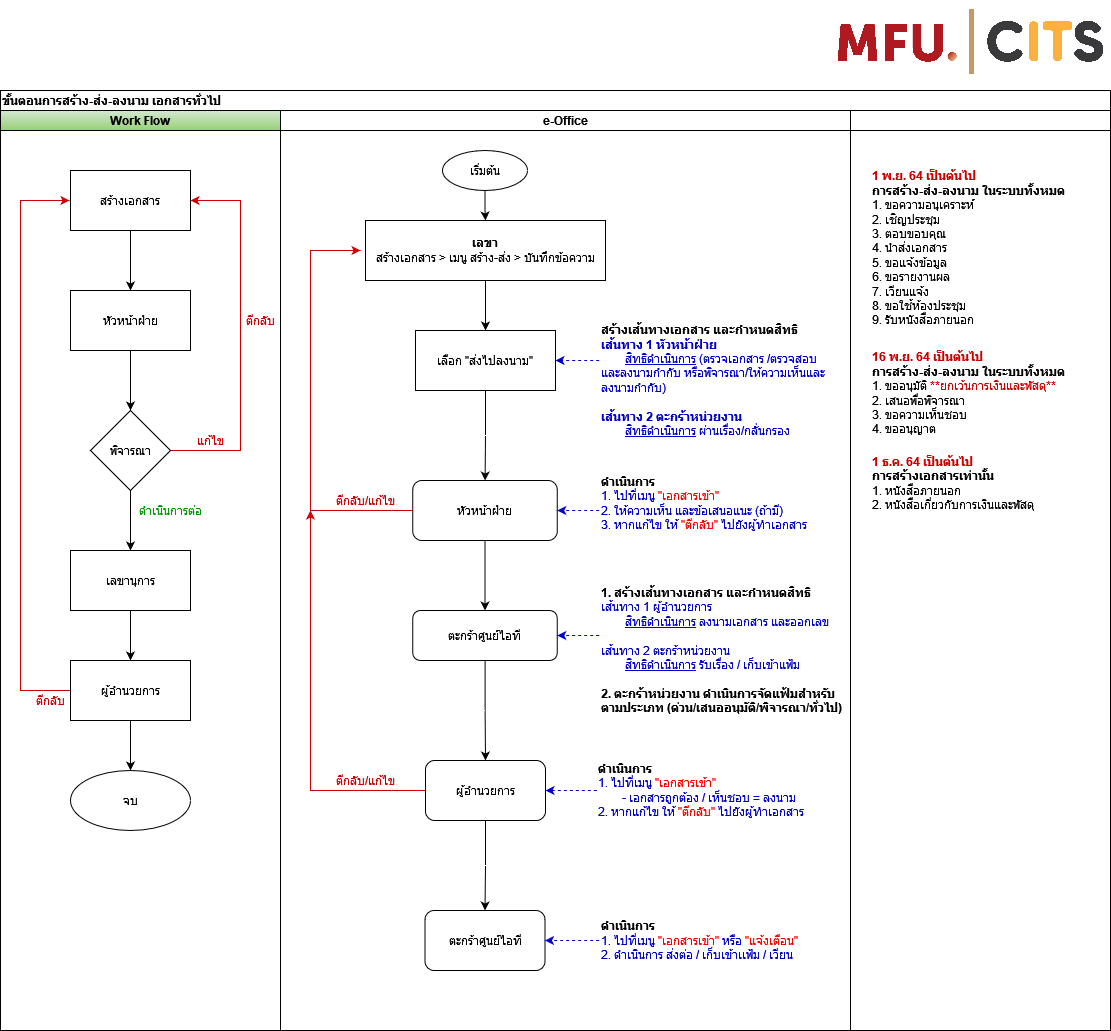 MFU. CITS
ขั้นตอนการสร้าง-ส่ง-ลงนาม เอกสารทั่วไป
Work Flow
e-Office
สร้างเอกสาร
หัวหน้าฝ่าย
พิจารณา
แก้ไข
ตีกลับ
ดำเนินการต่อ
เลขานุการ
ผู้อำนวยการ
ตีกลับ
จบ
เริ่มต้น
เลขา
สร้างเอกสาร > เมนู สร้าง-ส่ง > บันทึกข้อความ
เลือก "ส่งไปลงนาม"
สร้างเส้นทางเอกสาร และกำหนดสิทธิ
เส้นทาง 1 หัวหน้าฝ่าย
สิทธิดำเนินการ (ตรวจเอกสาร /ตรวจสอบ
และลงนามกำกับ หรือพิจารณา/ให้ความเห็นและ
ลงนามกำกับ)
เส้นทาง 2 ตะกร้าหน่วยงาน
สิทธิดำเนินการ ผ่านเรื่อง/กลั่นกรอง
ตีกลับ/แก้ไข
หัวหน้าฝ่าย
ดำเนินการ
1. ไปที่เมนู "เอกสารเข้า"
2. ให้ความเห็น และข้อเสนอแนะ (ถ้ามี)
3. หากแก้ไข ให้ "ตีกลับ" ไปยังผู้ทำเอกสาร
ตะกร้าศูนย์ไอที
1. สร้างเส้นทางเอกสาร และกำหนดสิทธิ
เส้นทาง 1 ผู้อำนวยการ
สิทธิดำเนินการ ลงนามเอกสาร และออกเลข
เส้นทาง 2 ตะกร้าหน่วยงาน
สิทธิดำเนินการ รับเรื่อง / เก็บเข้าแฟ้ม
2. ตะกร้าหน่วยงาน ดำเนินการจัดแฟ้มสำหรับ
ตามประเภท (ด่วน/เสนออนุมัติ/พิจารณา/ทั่วไป)
ตีกลับ/แก้ไข
ผู้อำนวยการ
ดำเนินการ
1. ไปที่เมนู "เอกสารเข้า"
- เอกสารถูกต้อง / เห็นชอบ = ลงนาม
2. หากแก้ไข ให้ "ตีกลับ" ไปยังผู้ทำเอกสาร
ตะกร้าศูนย์ไอที
ดำเนินการ
1. ไปที่เมนู "เอกสารเข้า" หรือ "แจ้งเตือน"
2. ดำเนินการ ส่งต่อ / เก็บเข้าแฟ้ม / เวียน
1 พ.ย. 64 เป็นต้นไป
การสร้าง-ส่ง-ลงนาม ในระบบทั้งหมด
1. ขอความอนุเคราะห์
2. เชิญประชุม
3. ตอบขอบคุณ
4. นำส่งเอกสาร
5. ขอแจ้งข้อมูล
6. ขอรายงานผล
7. เวียนแจ้ง
8. ขอใช้ห้องประชุม
9. รับหนังสือภายนอก
16 พ.ย. 64 เป็นต้นไป
การสร้าง-ส่ง-ลงนาม ในระบบทั้งหมด
1. ขออนุมัติ **ยกเว้นการเงินและพัสดุ**
2. เสนอพื่อพิจารณา
3. ขอความเห็นชอบ
4. ขออนุญาต
1 ธ.ค. 64 เป็นต้นไป
การสร้างเอกสารเท่านั้น
1. หนังสือภายนอก
2. หนังสือเกี่ยวกับการเงินและพัสดุ